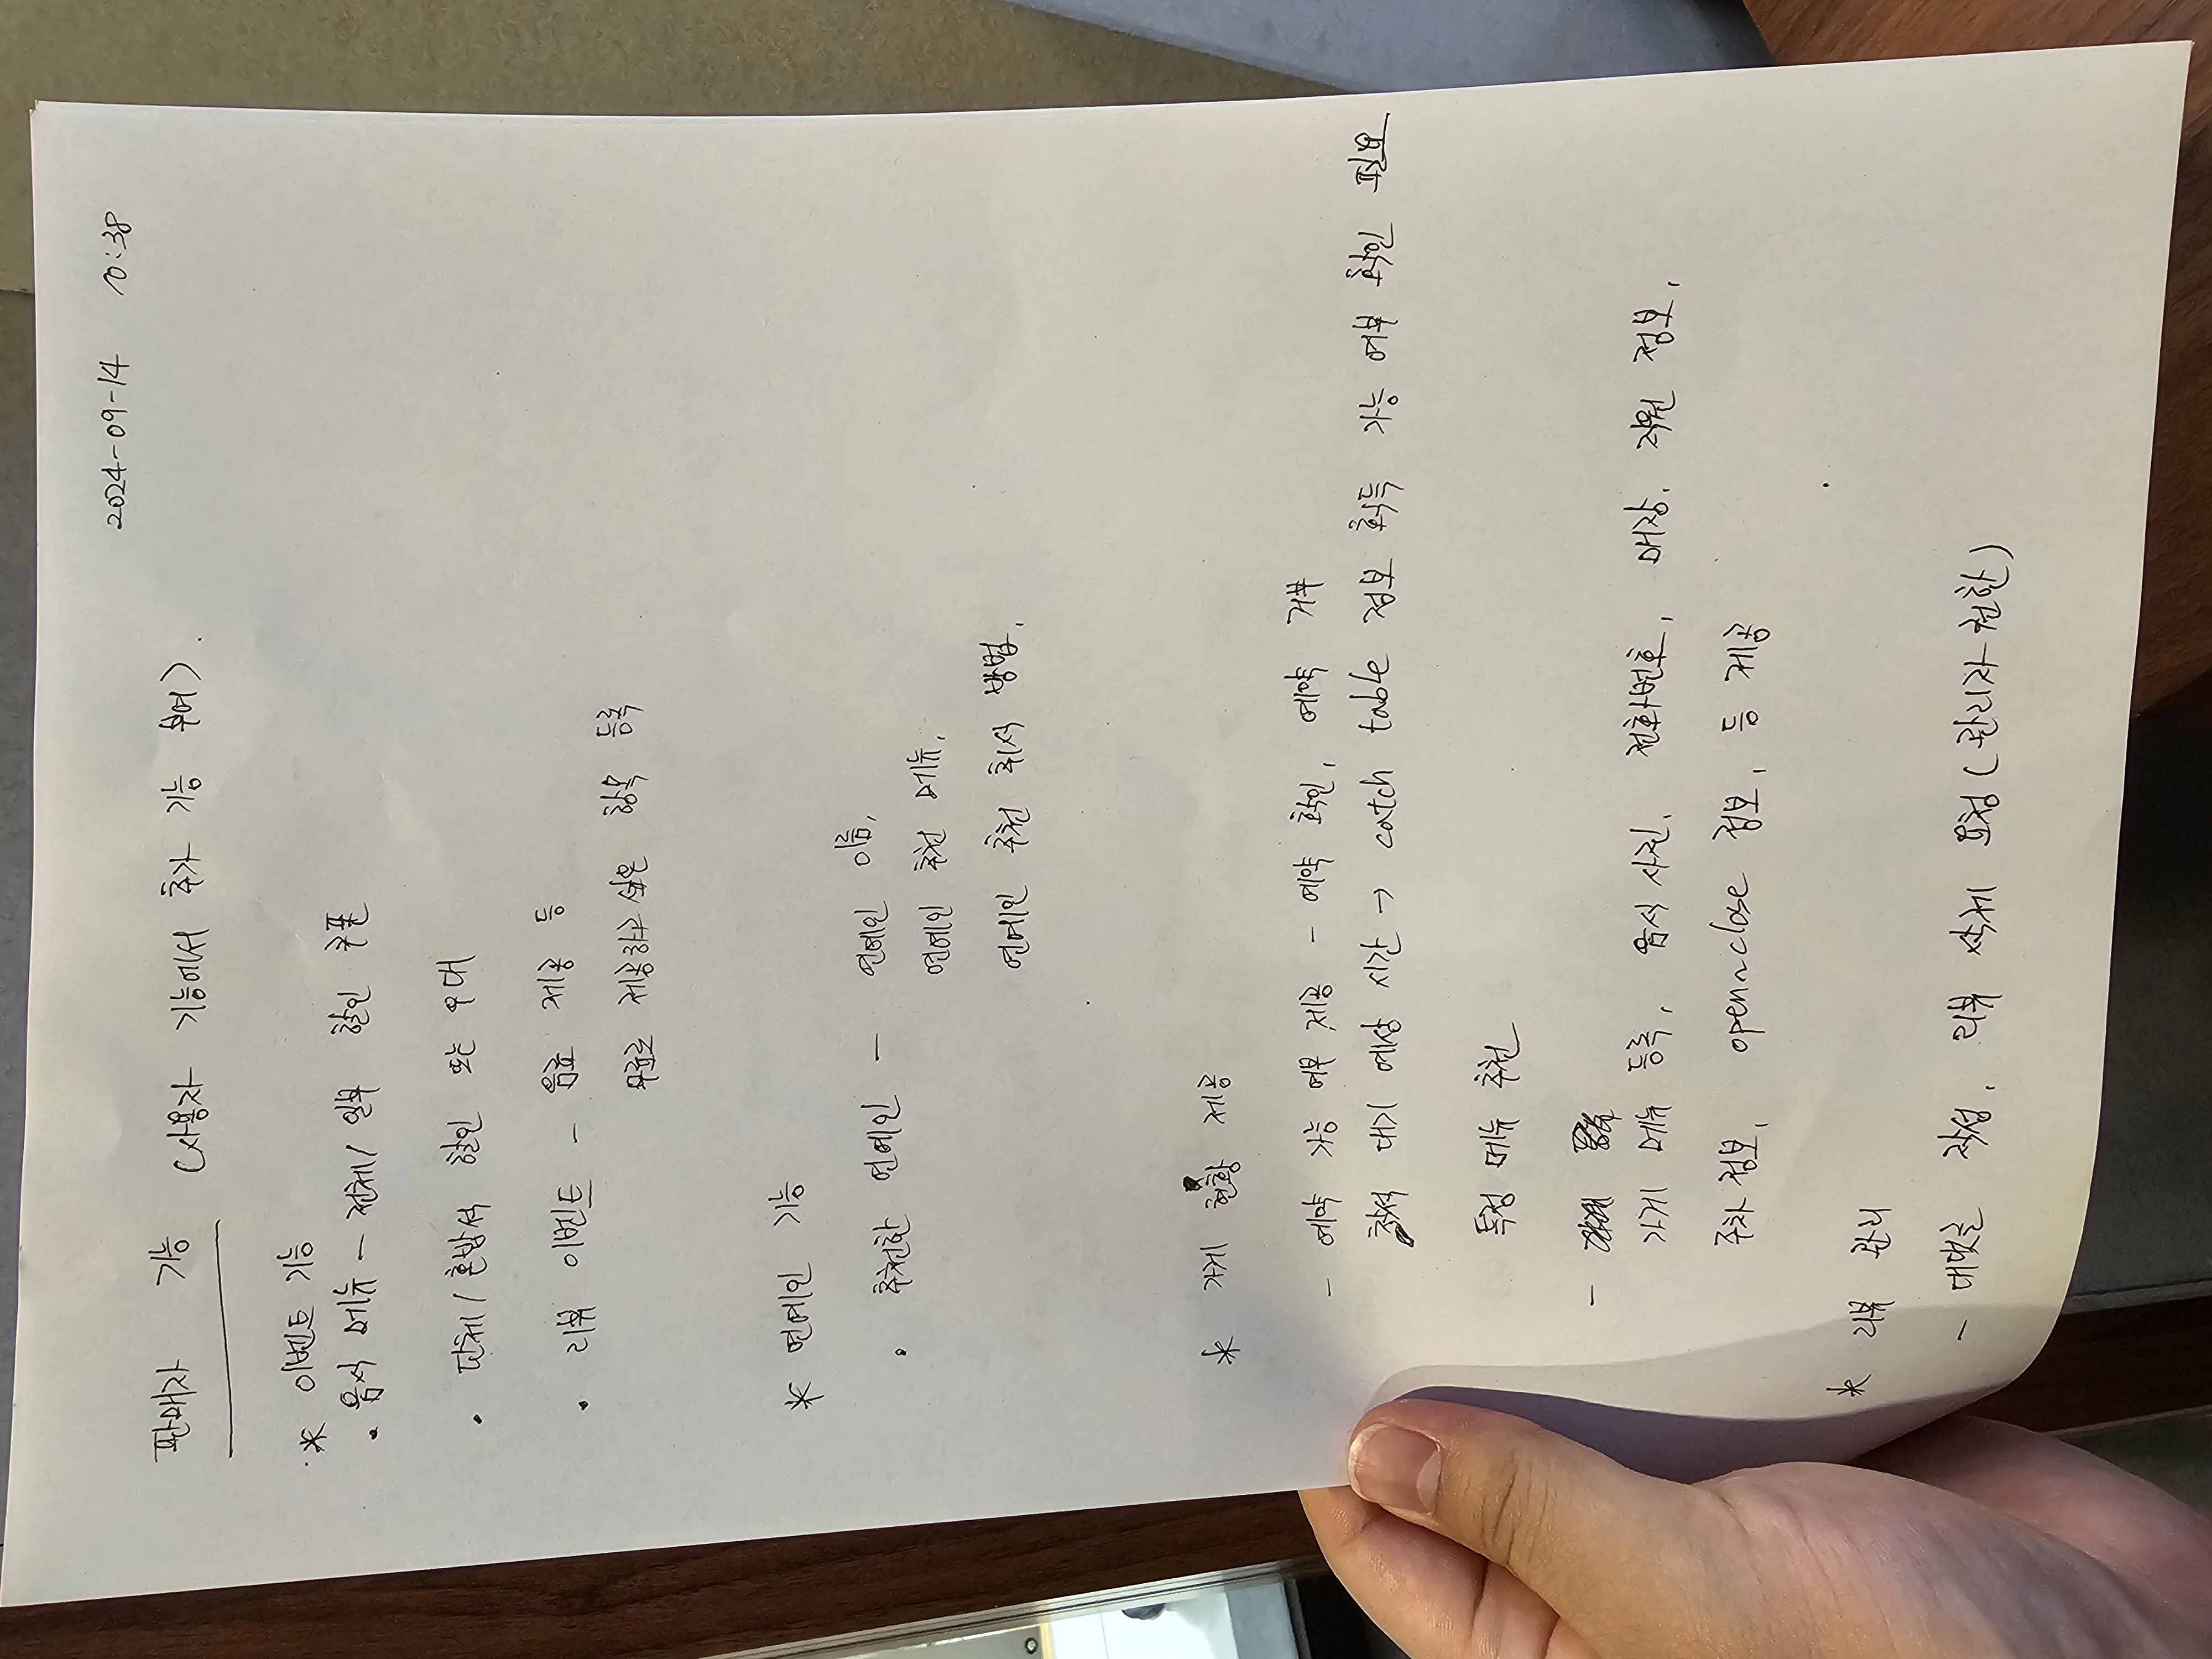 2024-09-14 10:38
판매자 기능 (사용자 기능에서 추가 기능 부여).
* 이벤트 기능
• 음식 메뉴 - 전체/일부 할인 쿠폰
• 단체/혼밥석 할인 또는 우대
• 리뷰 이벤트 - 음료 제공 등
무료로 제공하고 싶은 항목 등록
* 연예인 기능
• 추천한 연예인 - 연예인 이름,
연예인 추천 메뉴,
연예인 추천 취식 방법,
* 가게 현황 제공
- 예약 가능 여부 제공 - 예약 확인, 예약 거부
착석 대기 예상 시간 → catch table 정보 획득 가능 여부 확인 필요
특정 메뉴 추천
-
가게 메뉴 등록, 음식 사진, 전화번호, 매장, 직원 정보,
주차 정보, open~close 정보, 등 제공
* 리뷰 관리
- 대댓글 작성, 리뷰 삭제 요청 (관리자 권한)